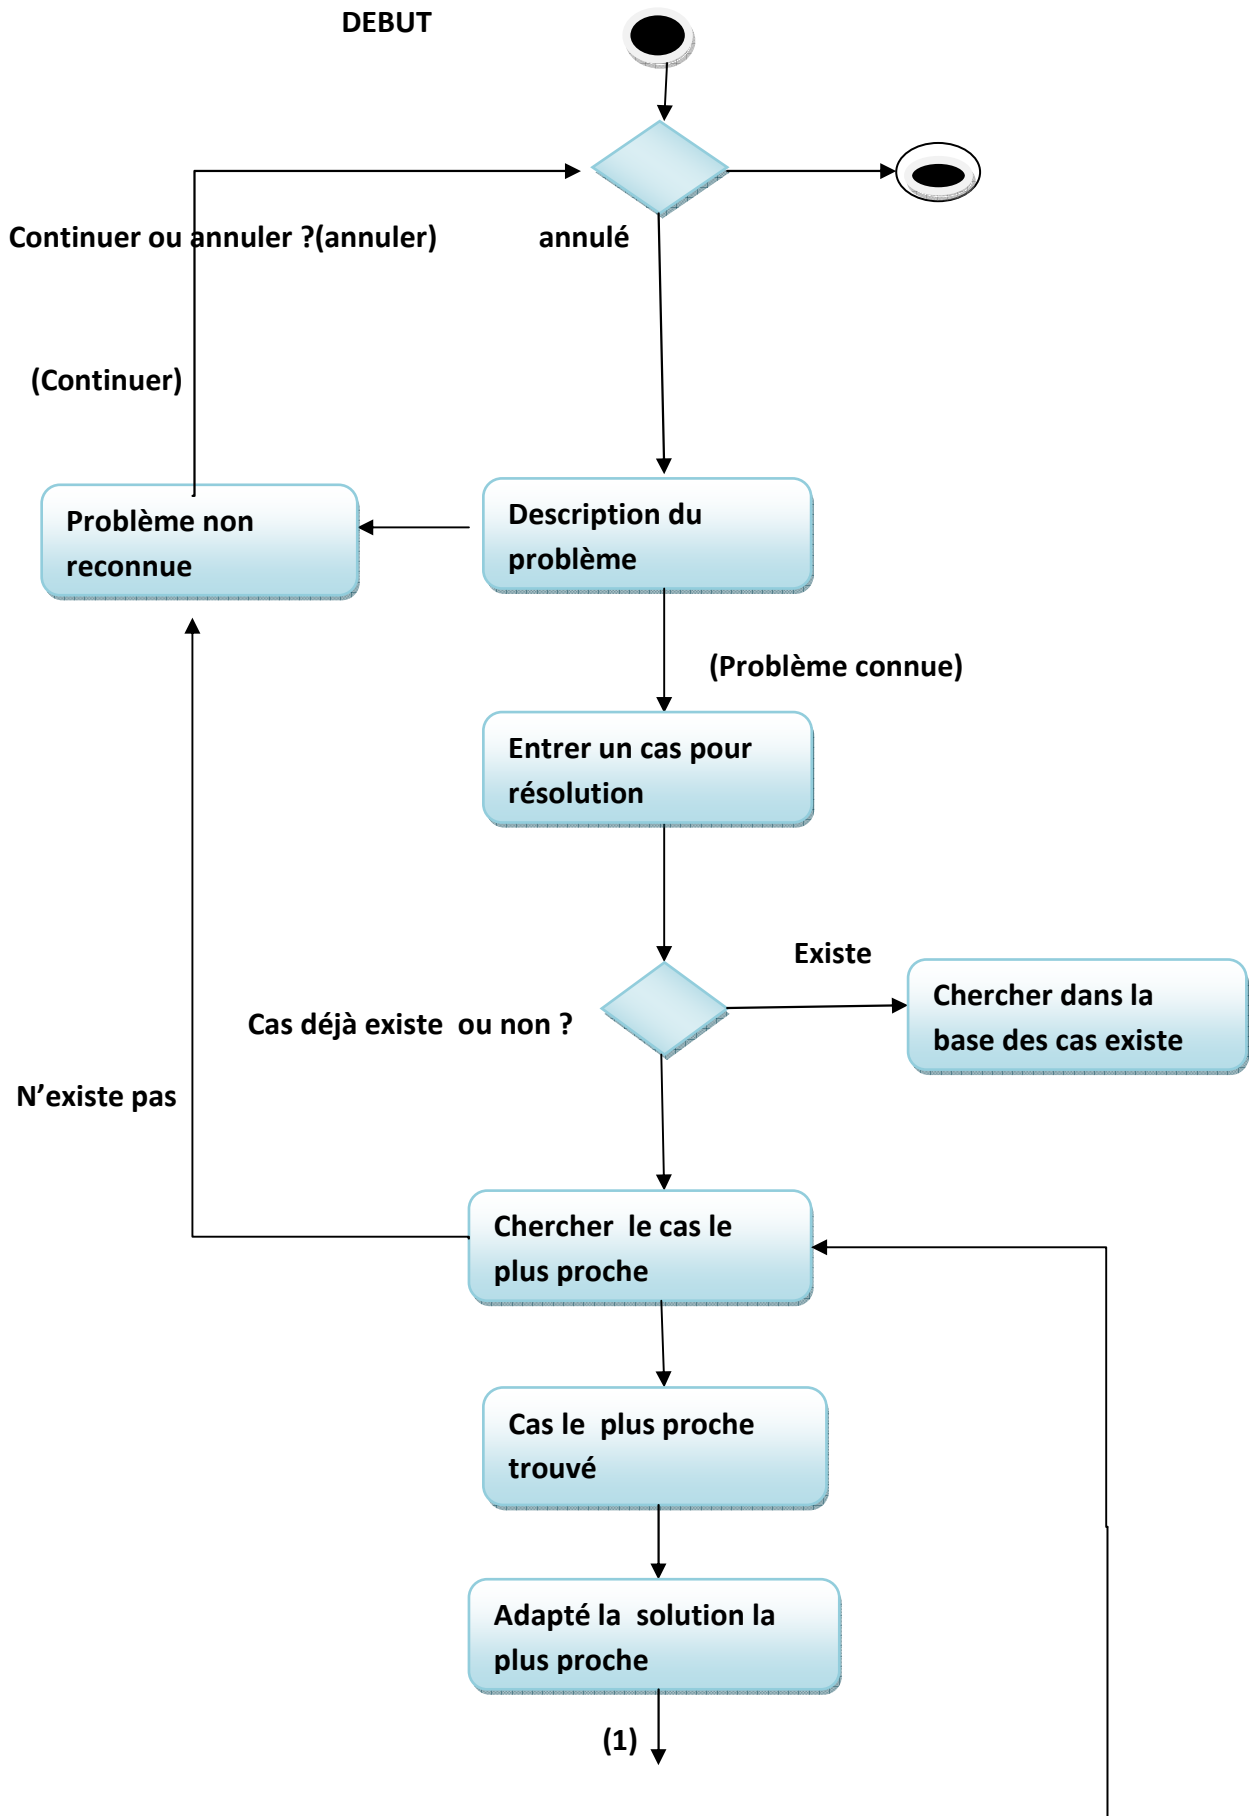 DEBUT
Continuer ou annuler ?(annuler)
annulé
(Continuer)
Problème non
reconnue
Description du
problème
(Problème connue)
Entrer un cas pour
résolution
Existe
Chercher dans la
base des cas existe
Cas déjà existe ou non ?
N’existe pas
Chercher le cas le
plus proche
Cas le plus proche
trouvé
Adapté la solution la
plus proche
(1)